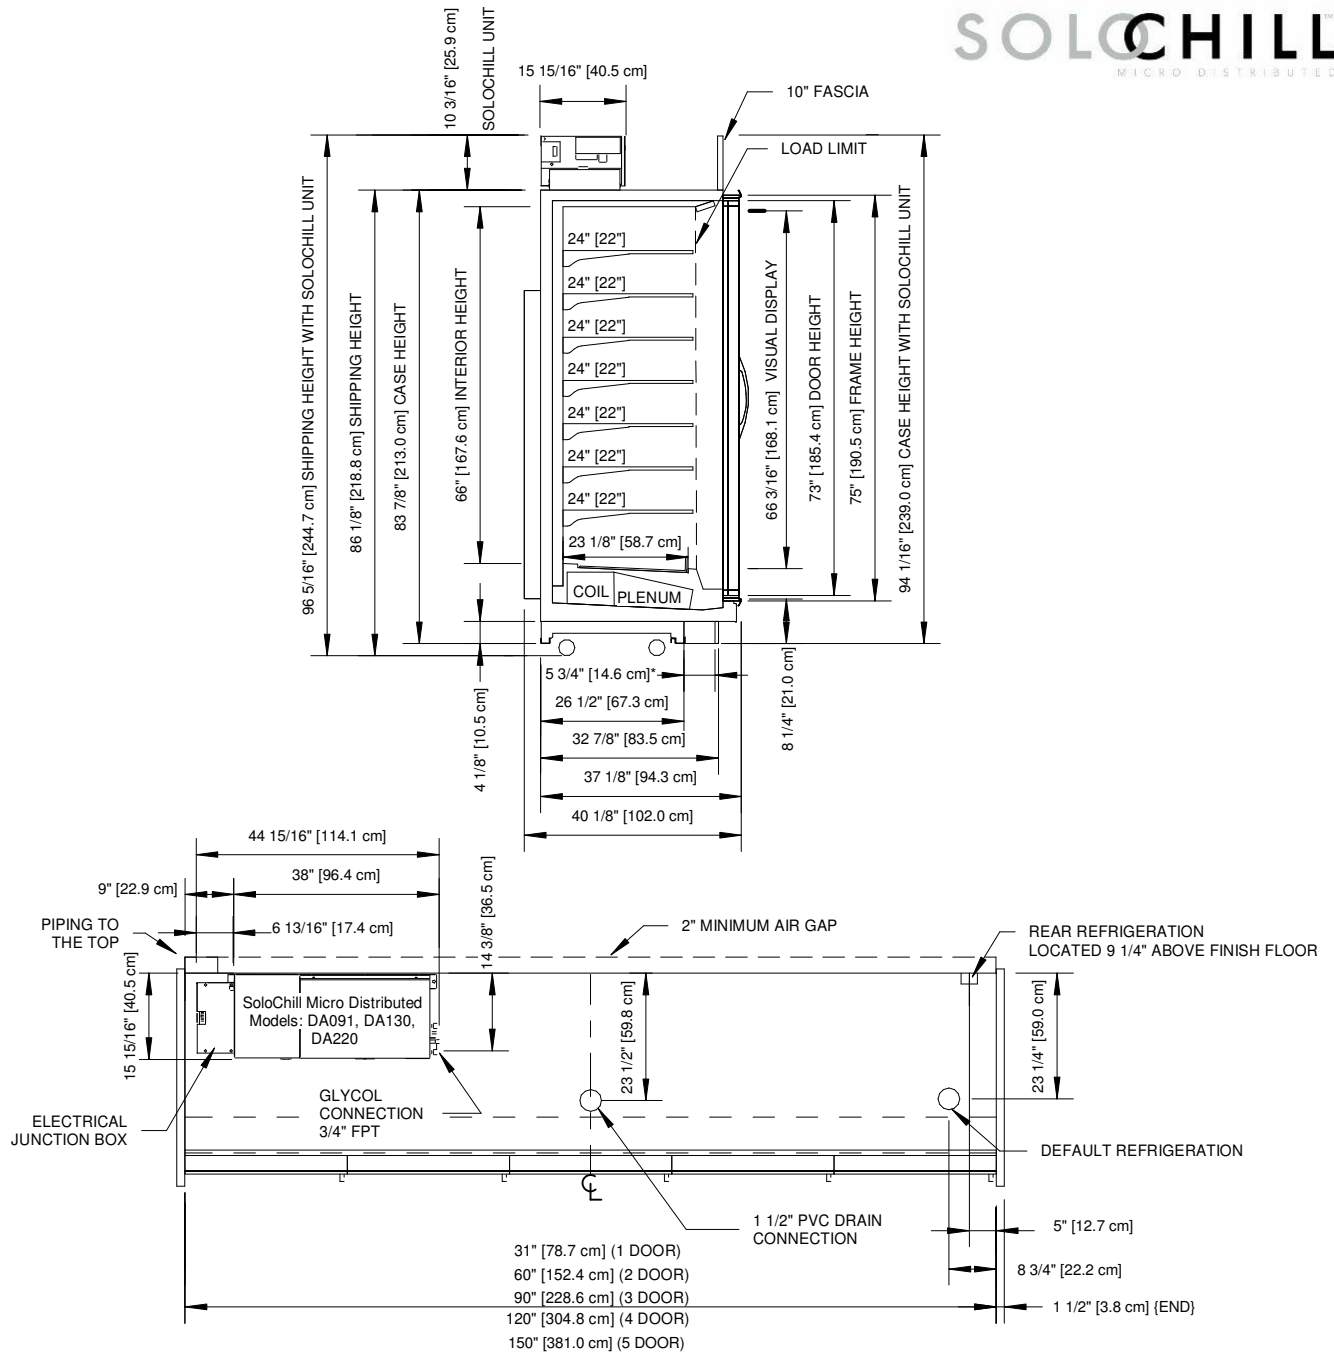 SOLOCHILL™
MICRO DISTRIBUTED
10 3/16" [25.9 cm]
SOLOCHILL UNIT
15 15/16" [40.5 cm]
10" FASCIA
LOAD LIMIT
96 5/16" [244.7 cm] SHIPPING HEIGHT WITH SOLOCHILL UNIT
86 1/8" [218.8 cm] SHIPPING HEIGHT
83 7/8" [213.0 cm] CASE HEIGHT
66" [167.6 cm] INTERIOR HEIGHT
24" [22"]
24" [22"]
24" [22"]
24" [22"]
24" [22"]
24" [22"]
24" [22"]
23 1/8" [58.7 cm]
COIL
PLENUM
66 3/16" [168.1 cm] VISUAL DISPLAY
73" [185.4 cm] DOOR HEIGHT
75" [190.5 cm] FRAME HEIGHT
94 1/16" [239.0 cm] CASE HEIGHT WITH SOLOCHILL UNIT
4 1/8" [10.5 cm]
5 3/4" [14.6 cm]*
26 1/2" [67.3 cm]
32 7/8" [83.5 cm]
37 1/8" [94.3 cm]
40 1/8" [102.0 cm]
8 1/4" [21.0 cm]
44 15/16" [114.1 cm]
9" [22.9 cm]
38" [96.4 cm]
6 13/16" [17.4 cm]
14 3/8" [36.5 cm]
PIPING TO
THE TOP
2" MINIMUM AIR GAP
REAR REFRIGERATION
LOCATED 9 1/4" ABOVE FINISH FLOOR
15 15/16" [40.5 cm]
SoloChill Micro Distributed
Models: DA091, DA130,
DA220
23 1/2" [59.8 cm]
23 1/4" [59.0 cm]
GLYCOL
CONNECTION
3/4" FPT
ELECTRICAL
JUNCTION BOX
DEFAULT REFRIGERATION
CL
1 1/2" PVC DRAIN
CONNECTION
5" [12.7 cm]
8 3/4" [22.2 cm]
1 1/2" [3.8 cm] {END}
31" [78.7 cm] (1 DOOR)
60" [152.4 cm] (2 DOOR)
90" [228.6 cm] (3 DOOR)
120" [304.8 cm] (4 DOOR)
150" [381.0 cm] (5 DOOR)